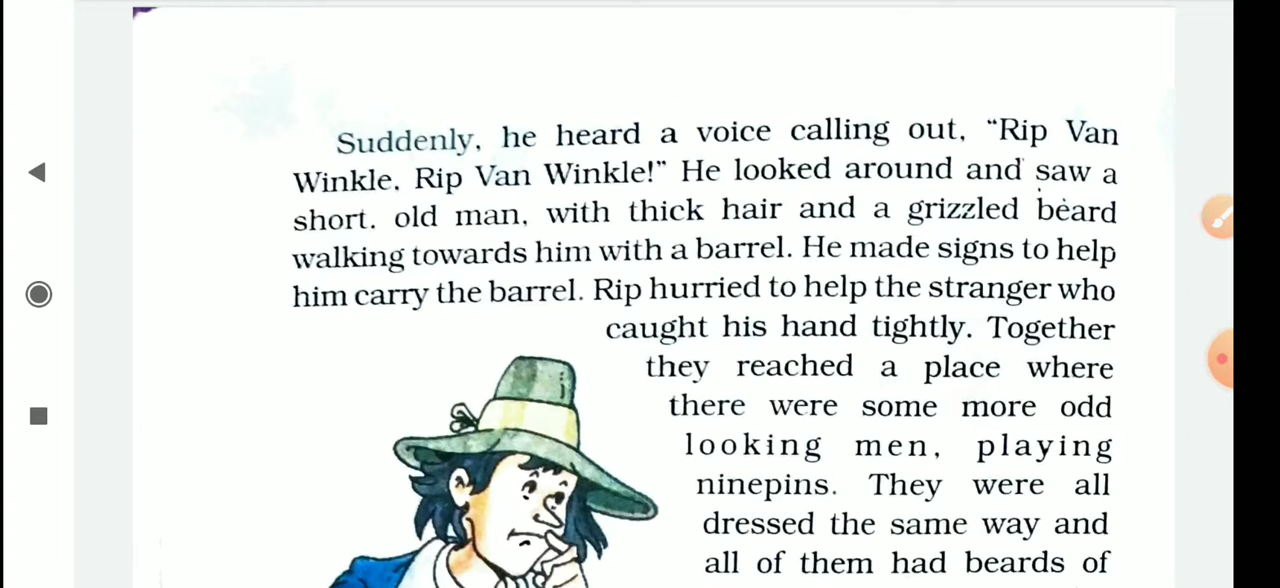 Suddenly, he heard a voice calling out, “Rip Van
Winkle, Rip Van Winkle!” He looked around and saw a
short, old man, with thick hair and a grizzled beard
walking towards him with a barrel. He made signs to help
him carry the barrel. Rip hurried to help the stranger who
caught his hand tightly. Together
they reached a place where
there were some more odd
looking men, playing
ninepins. They were all
dressed the same way and
all of them had beards of